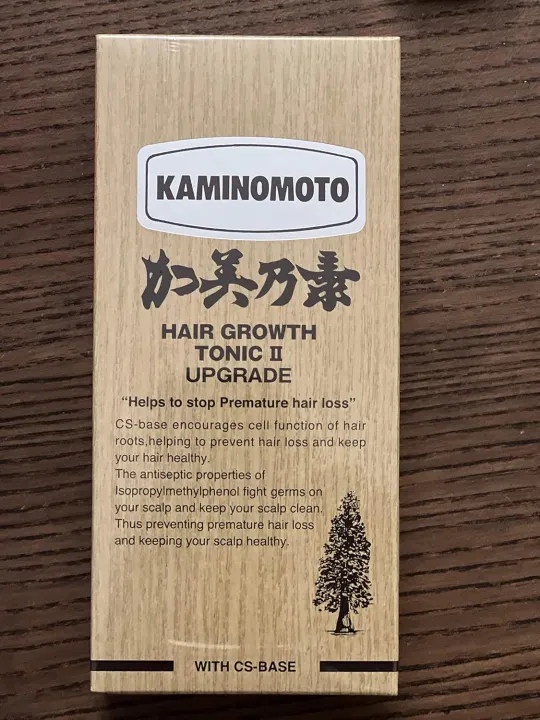 KAMINOMOTO
加美乃素
HAIR GROWTH
TONIC II
UPGRADE
“Helps to stop Premature hair loss”
CS-base encourages cell function of hair
roots,helping to prevent hair loss and keep
your hair healthy.
The antiseptic properties of
Isopropylmethylphenol fight germs on
your scalp and keep your scalp clean.
Thus preventing premature hair loss
and keeping your scalp healthy.
WITH CS-BASE